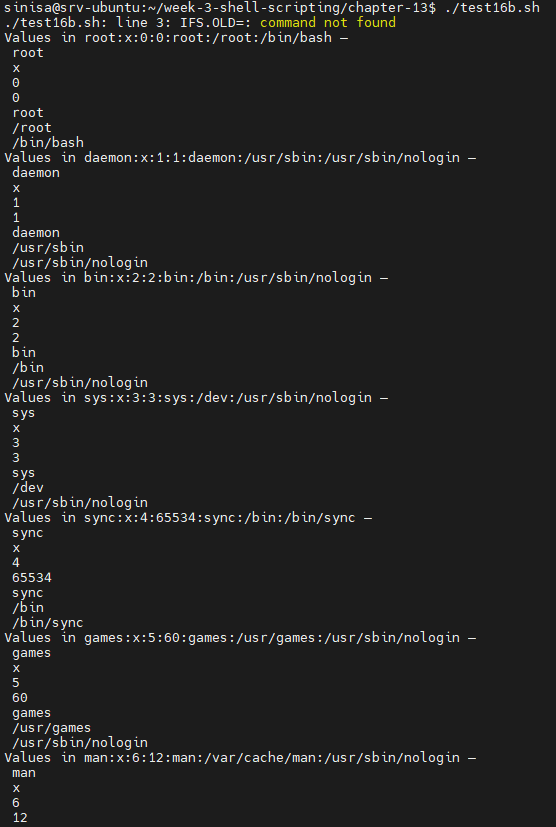 sinisa@srv-ubuntu:~/week-3-shell-scripting/chapter-13$ ./test16b.sh
./test16b.sh: line 3: IFS.OLD=: command not found
Values in root:x:0:0:root:/root:/bin/bash –
root
x
0
0
root
/root
/bin/bash
Values in daemon:x:1:1:daemon:/usr/sbin:/usr/sbin/nologin –
daemon
x
1
1
daemon
/usr/sbin
/usr/sbin/nologin
Values in bin:x:2:2:bin:/bin:/usr/sbin/nologin –
bin
x
2
2
bin
/bin
/usr/sbin/nologin
Values in sys:x:3:3:sys:/dev:/usr/sbin/nologin –
sys
x
3
3
sys
/dev
/usr/sbin/nologin
Values in sync:x:4:65534:sync:/bin:/bin/sync –
sync
x
4
65534
sync
/bin
/bin/sync
Values in games:x:5:60:games:/usr/games:/usr/sbin/nologin –
games
x
5
60
games
/usr/games
/usr/sbin/nologin
Values in man:x:6:12:man:/var/cache/man:/usr/sbin/nologin –
man
x
6
12